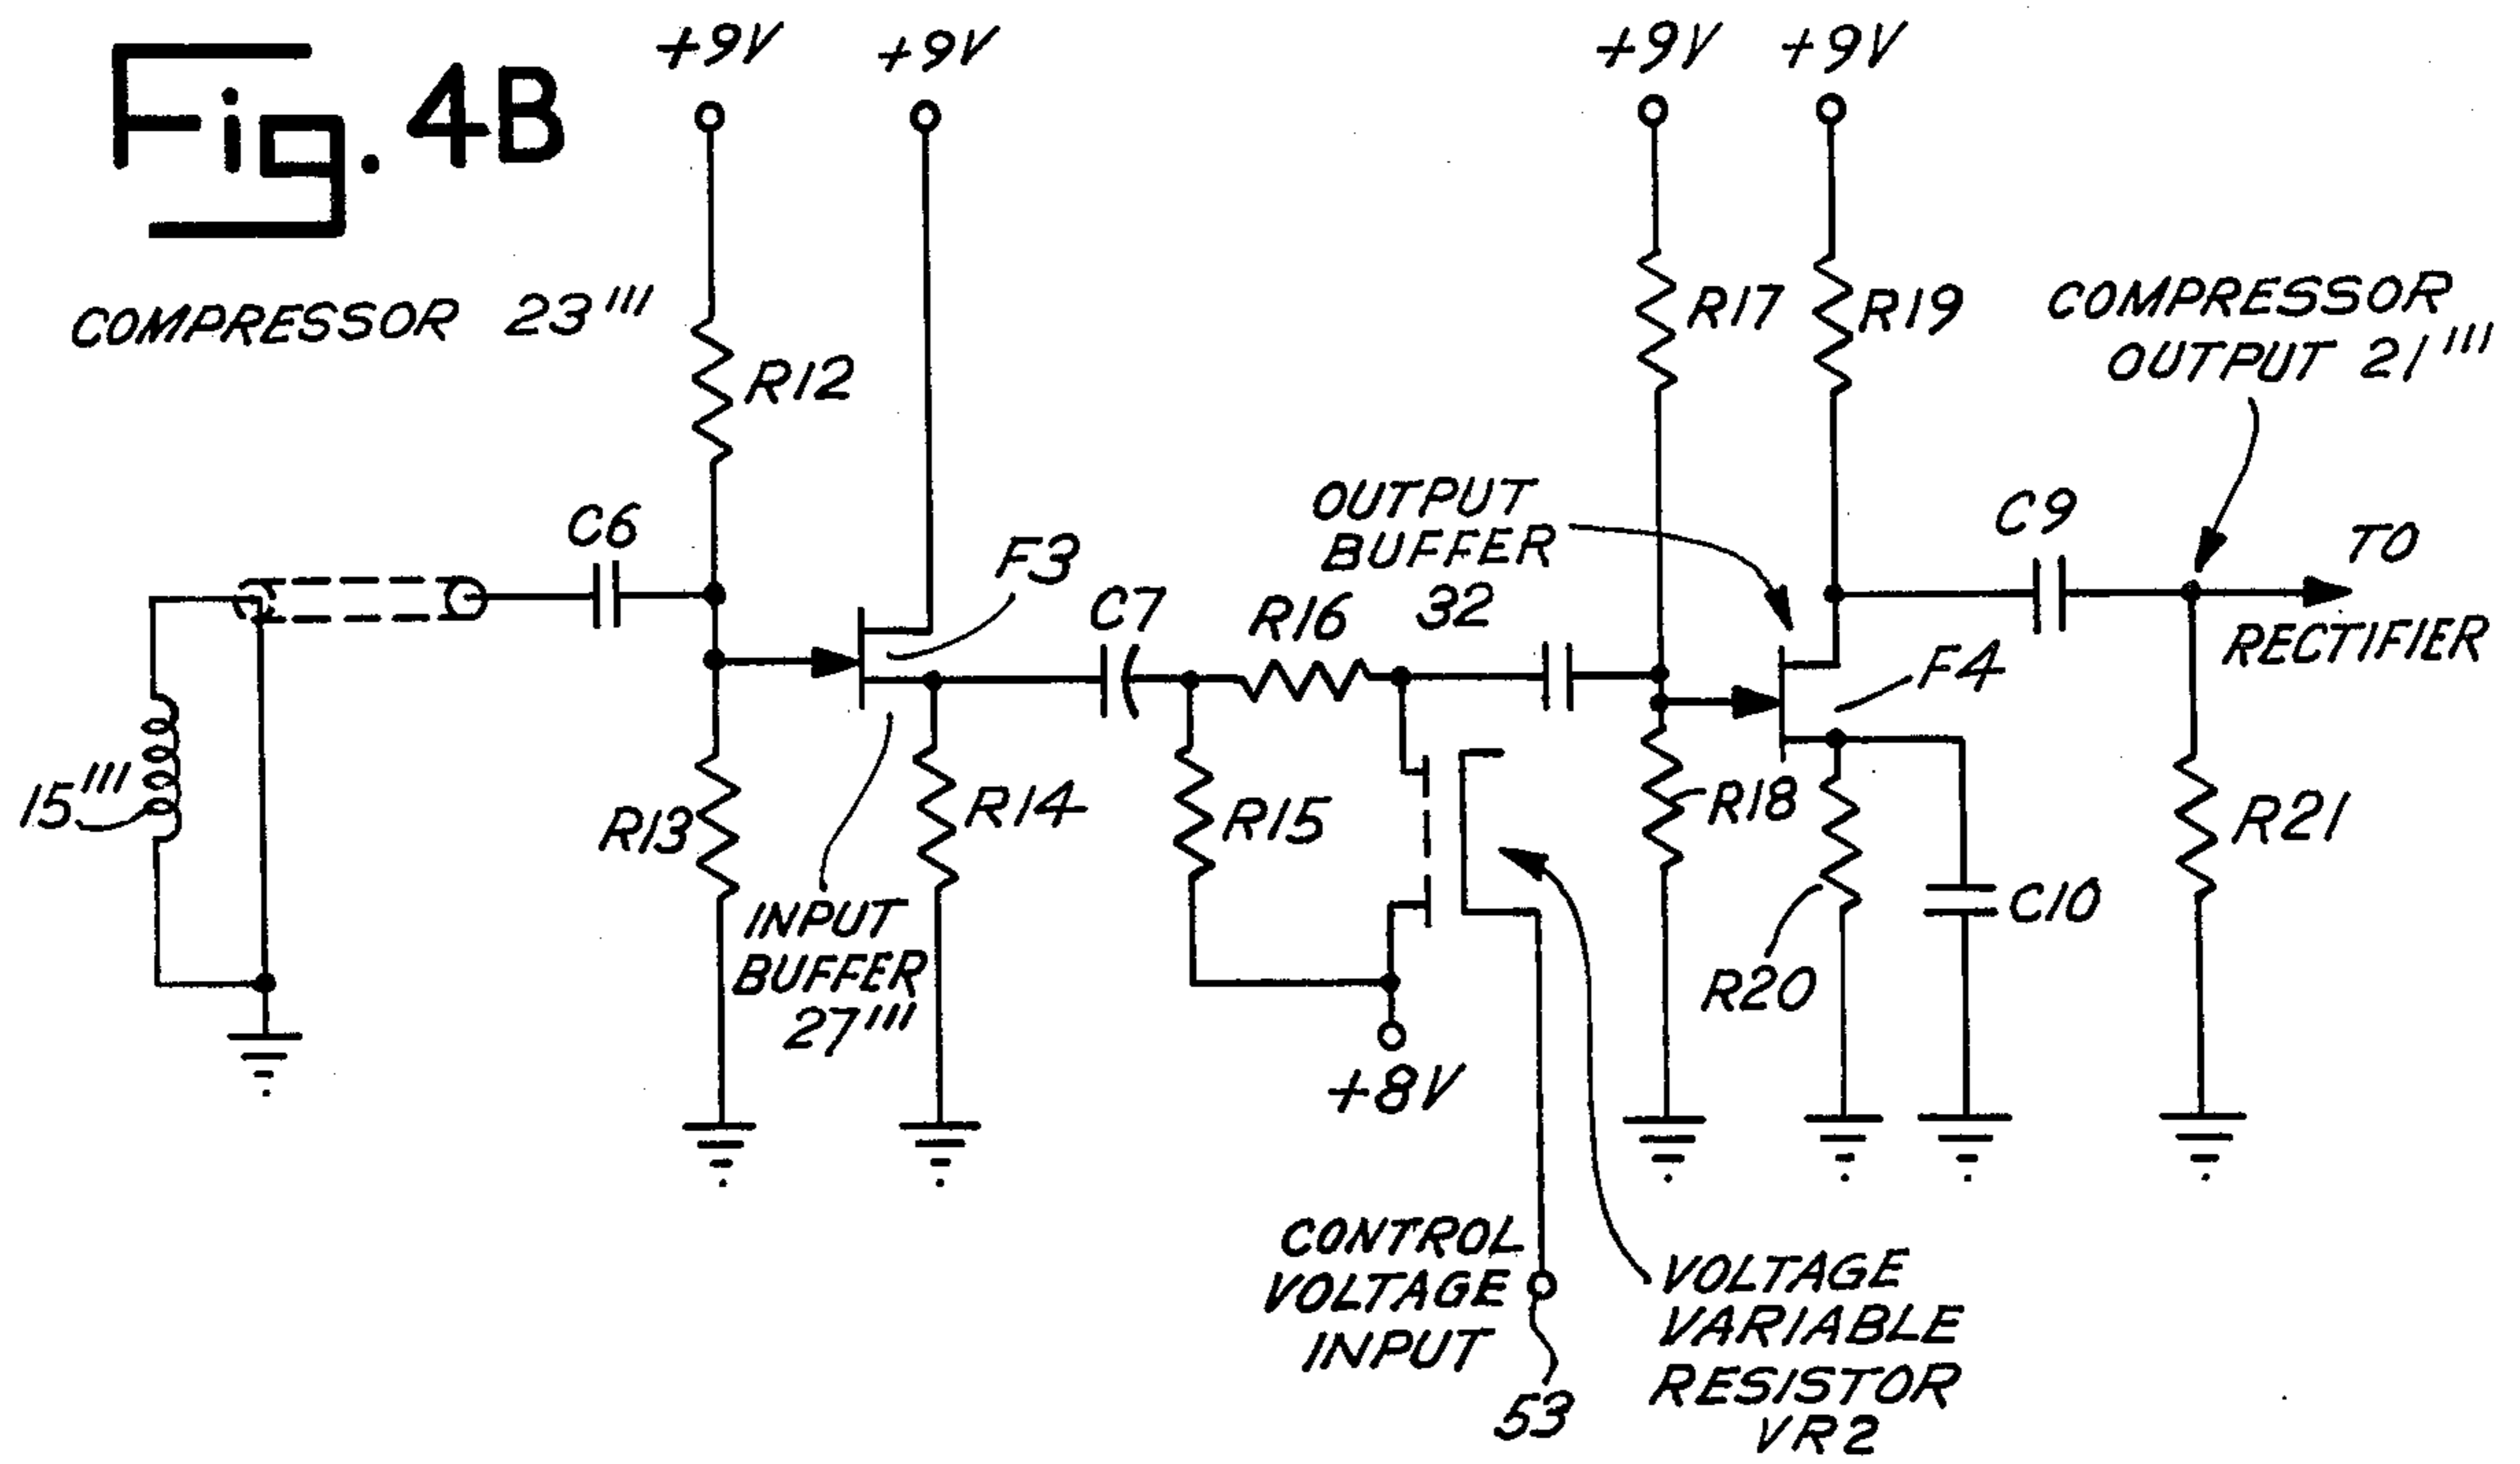 Fig. 4B
+9V
+9V
+9V
+9V
COMPRESSOR 23'''
R12
R17
R19
COMPRESSOR
OUTPUT 21'''
C6
F3
C7
R16
OUTPUT
BUFFER
32
C9
TO
RECTIFIER
F4
15'''
R13
R14
R15
R18
R21
INPUT
BUFFER
27'''
R20
C10
+8V
CONTROL
VOLTAGE
INPUT
53
VOLTAGE
VARIABLE
RESISTOR
VR2